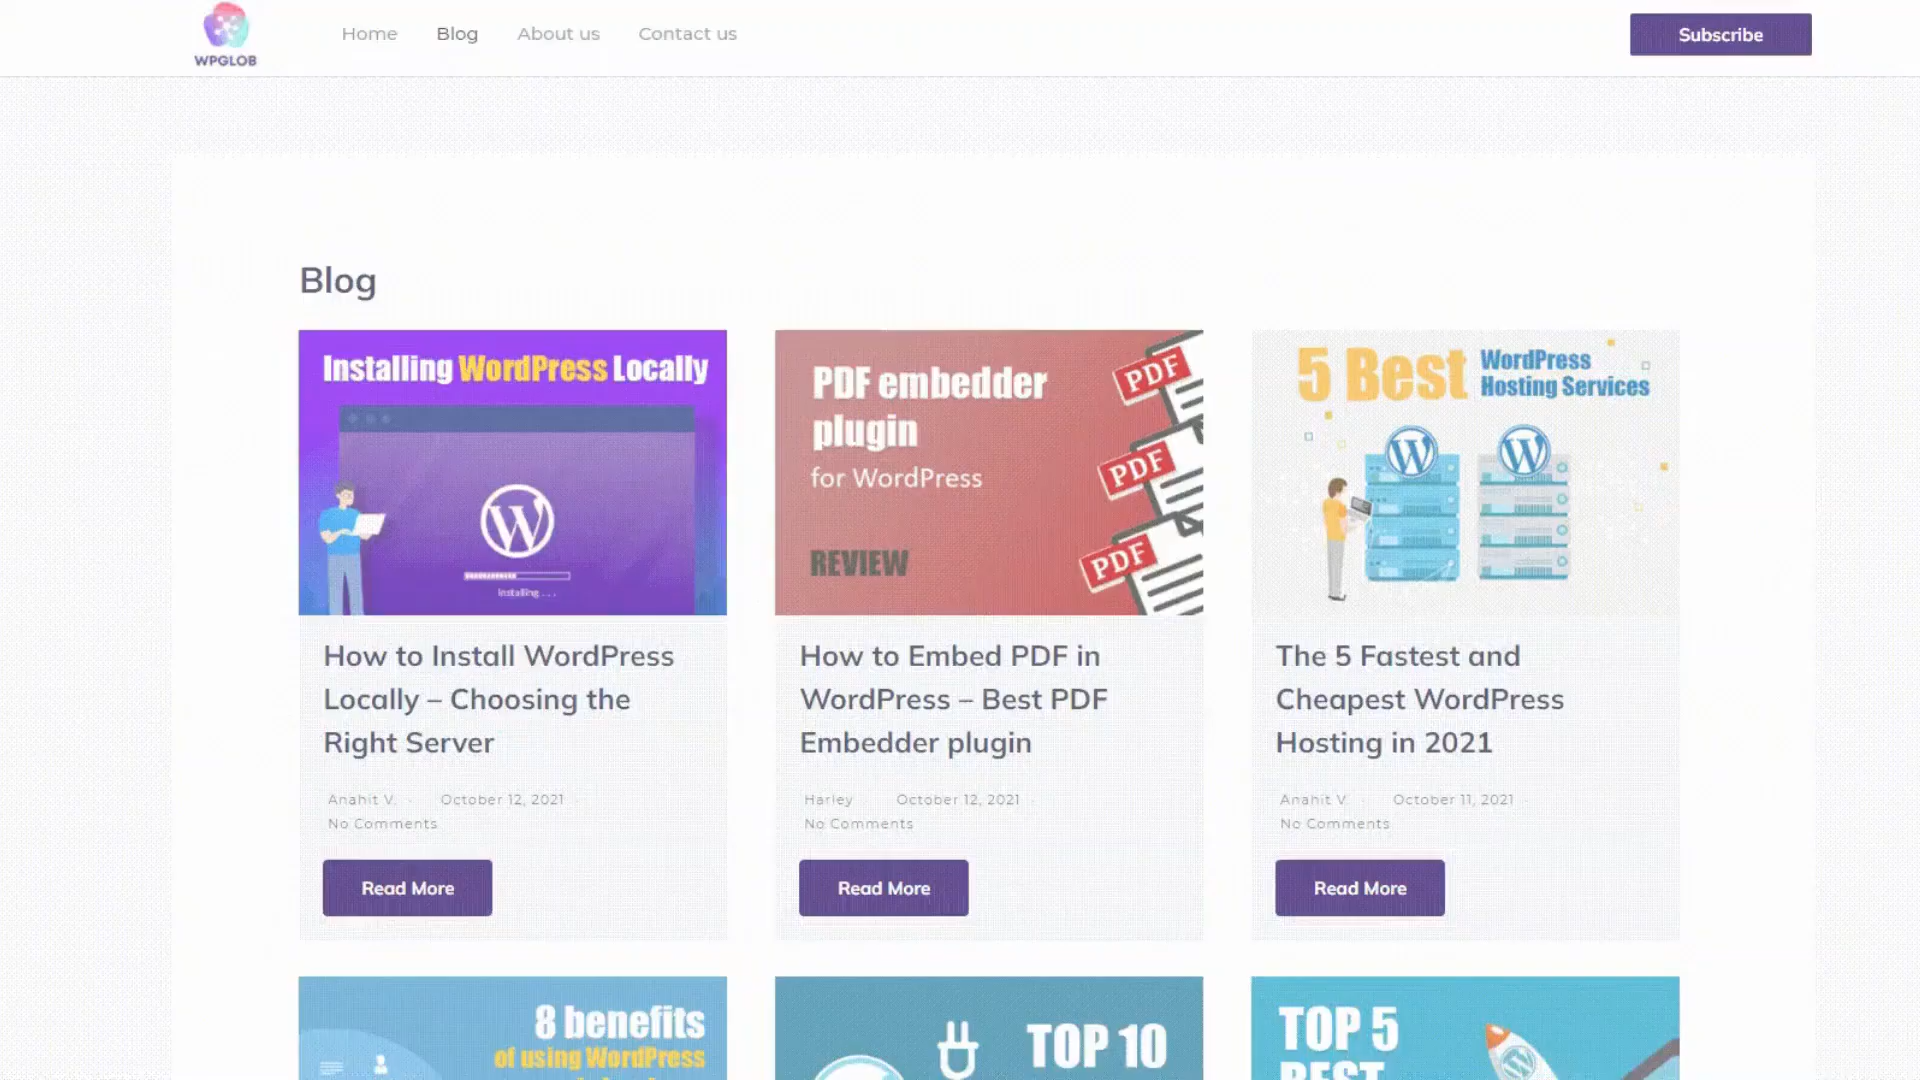 WPGLOB
Home Blog About us Contact us
Subscribe
Blog
Installing WordPress Locally
Installing...
PDF embedder
plugin
for WordPress
REVIEW
PDF
PDF
PDF
5 Best WordPress
Hosting Services
How to Install WordPress
Locally – Choosing the
Right Server
Anahit V. · October 12, 2021 ·
No Comments
Read More
How to Embed PDF in
WordPress – Best PDF
Embedder plugin
Harley October 12, 2021 ·
No Comments
Read More
The 5 Fastest and
Cheapest WordPress
Hosting in 2021
Anahit V · October 11, 2021 ·
No Comments
Read More
8 benefits
of using WordPress
TOP 10
TOP 5
BEST